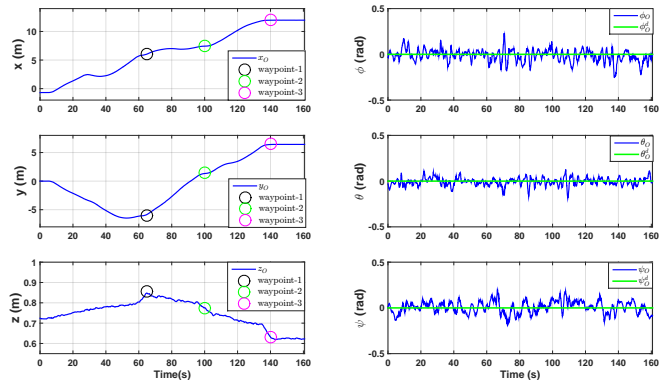 x (m)
10
5
0
0 20 40 60 80 100 120 140 160
x_O
waypoint-1
waypoint-2
waypoint-3
y (m)
5
0
-5
0 20 40 60 80 100 120 140 160
y_O
waypoint-1
waypoint-2
waypoint-3
z (m)
1
0.9
0.8
0.7
0.6
0 20 40 60 80 100 120 140 160
z_O
waypoint-1
waypoint-2
waypoint-3
Time(s)
ϕ (rad)
0.5
0
-0.5
0 20 40 60 80 100 120 140 160
ϕ_O
ϕ_O^d
θ (rad)
0.5
0
-0.5
0 20 40 60 80 100 120 140 160
θ_O
θ_O^d
ψ (rad)
0.5
0
-0.5
0 20 40 60 80 100 120 140 160
ψ_O
ψ_O^d
Time (s)